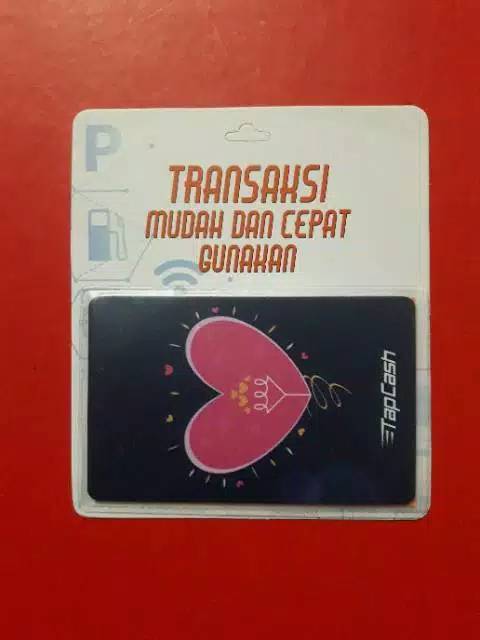 P
TRANSAKSI
MUDAH DAN CEPAT
GUNAKAN
TapCash